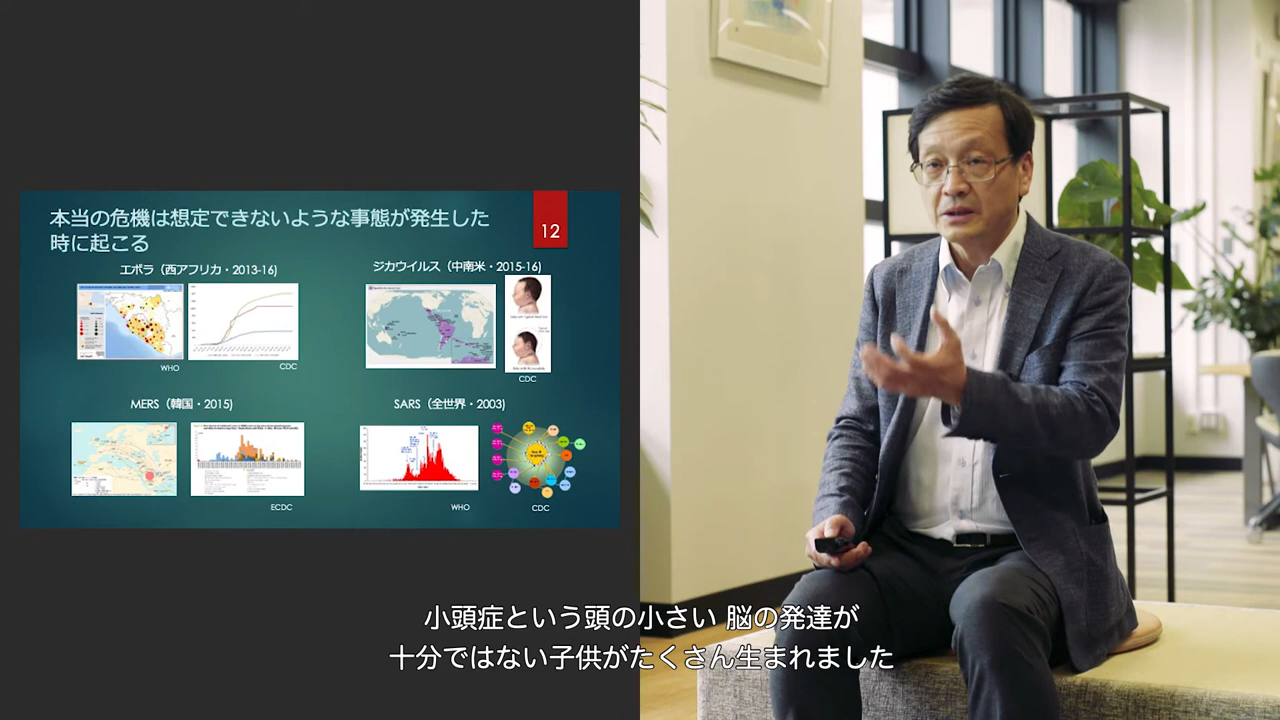 本当の危機は想定できないような事態が発生した
時に起こる
12
エボラ（西アフリカ・2013-16)
ジカウイルス（中南米・2015-16)
WHO
CDC
CDC
MERS（韓国・2015)
SARS（全世界・2003)
ECDC
WHO
CDC
小頭症という頭の小さい 脳の発達が
十分ではない子供がたくさん生まれました